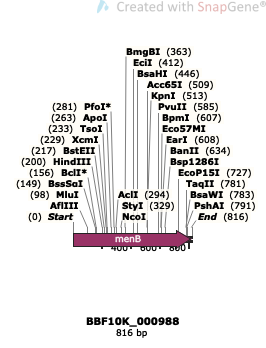 Created with SnapGene®
BmgBI (363)
EciI (412)
BsaHI (446)
Acc65I (509)
KpnI (513)
(281) PfoI* PvuII (585)
(263) ApoI BpmI (607)
(233) TsoI Eco57MI
(229) XcmI EarI (608)
(217) BstEII BanII (634)
(200) HindIII Bsp1286I
(156) BclI* EcoP15I (727)
(149) BssSαI AclI (294) TaqII (781)
(98) MluI StyI (329) BsaWI (783)
AflIII NcoI PshAI (791)
(0) Start End (816)
menB
400 600 800
BBF10K_000988
816 bp